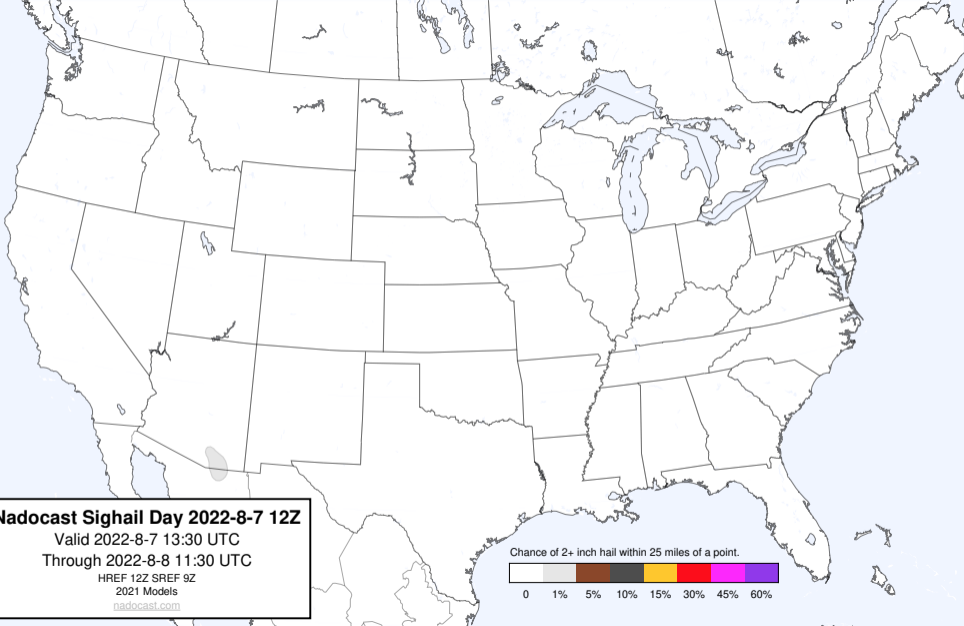 Nadocast Sighail Day 2022-8-7 12Z
Valid 2022-8-7 13:30 UTC
Through 2022-8-8 11:30 UTC
HREF 12Z SREF 9Z
2021 Models
nadocast.com
Chance of 2+ inch hail within 25 miles of a point.
0 1% 5% 10% 15% 30% 45% 60%